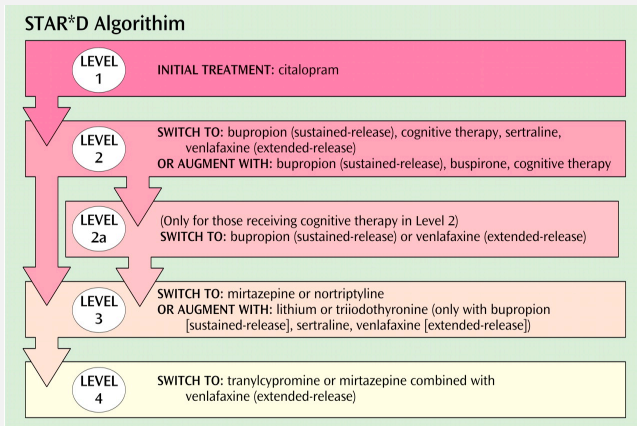 STAR*D Algorithim
LEVEL
1
INITIAL TREATMENT: citalopram
LEVEL
2
SWITCH TO: bupropion (sustained-release), cognitive therapy, sertraline,
venlafaxine (extended-release)
OR AUGMENT WITH: bupropion (sustained-release), buspirone, cognitive therapy
LEVEL
2a
(Only for those receiving cognitive therapy in Level 2)
SWITCH TO: bupropion (sustained-release) or venlafaxine (extended-release)
LEVEL
3
SWITCH TO: mirtazepine or nortriptyline
OR AUGMENT WITH: lithium or triiodothyronine (only with bupropion
[sustained-release], sertraline, venlafaxine [extended-release])
LEVEL
4
SWITCH TO: tranylcypromine or mirtazepine combined with
venlafaxine (extended-release)